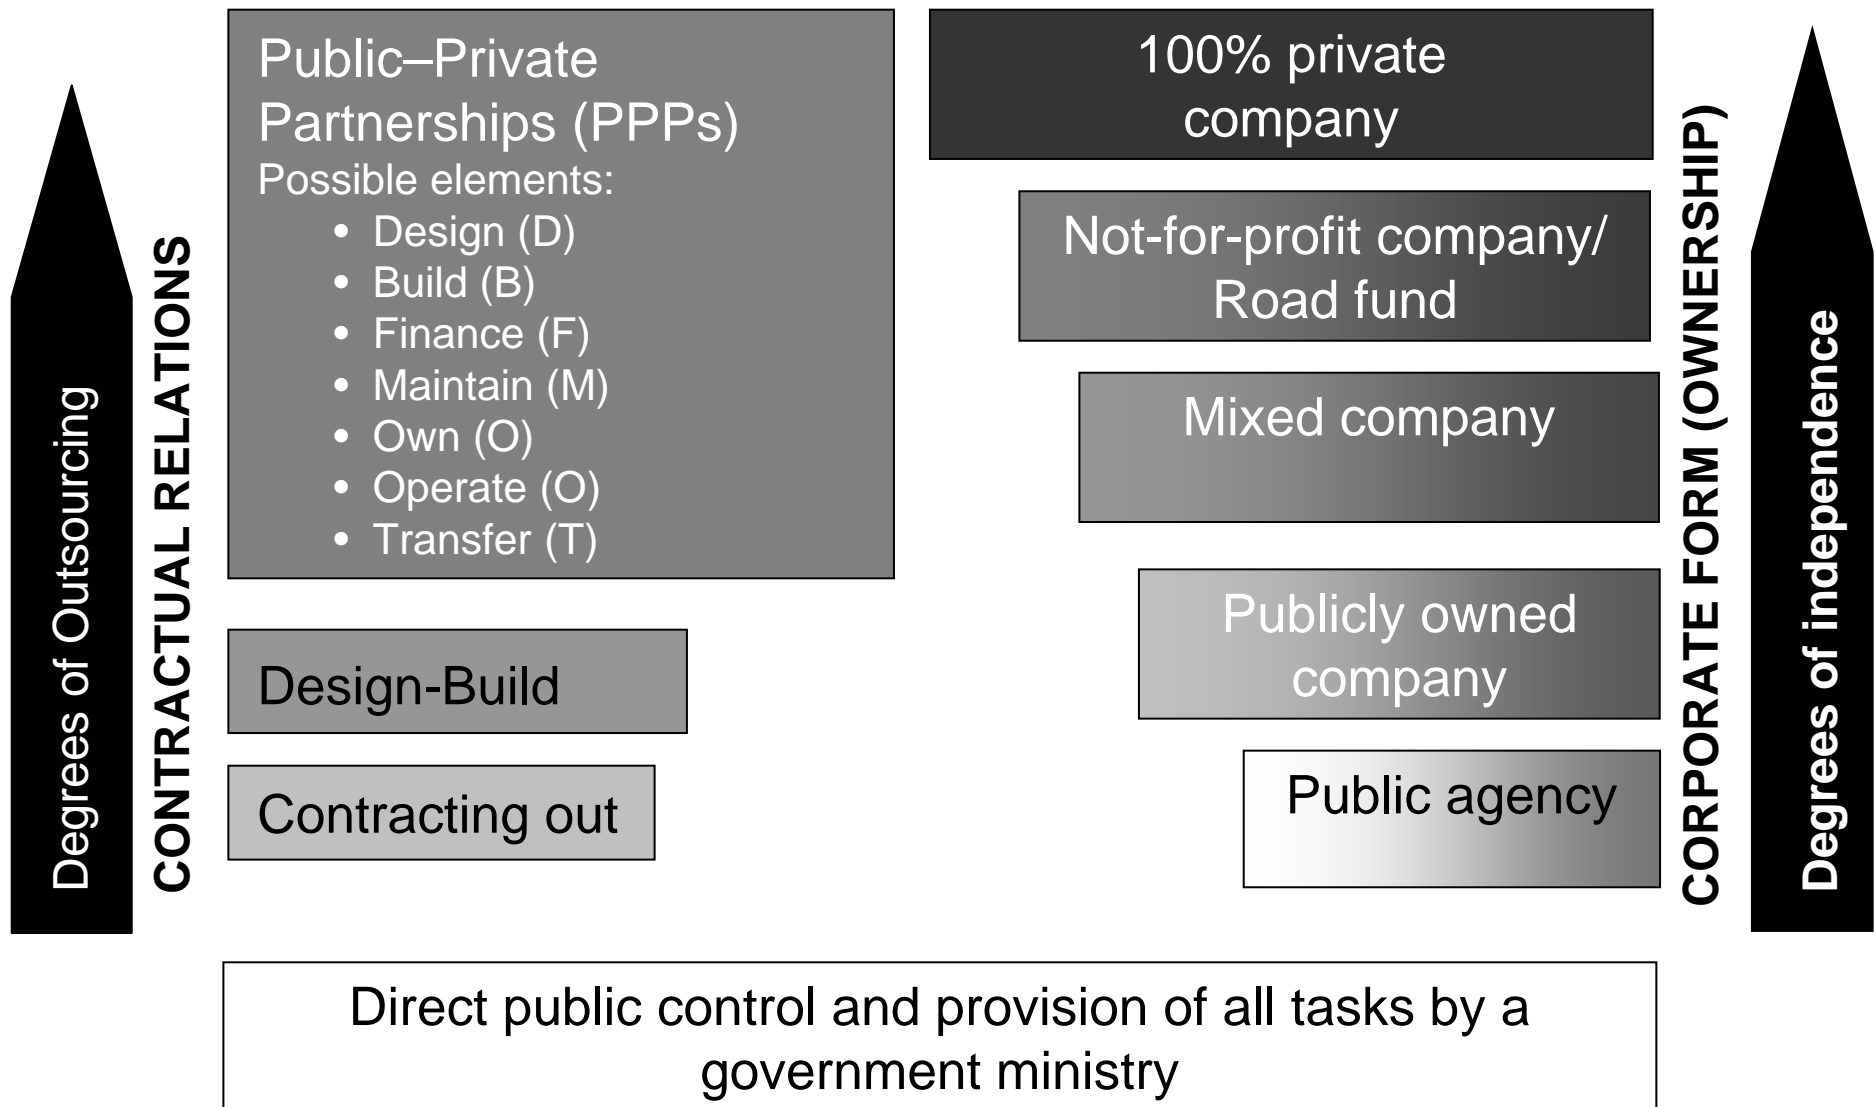 Degrees of Outsourcing
CONTRACTUAL RELATIONS
Public–Private
Partnerships (PPPs)
Possible elements:
• Design (D)
• Build (B)
• Finance (F)
• Maintain (M)
• Own (O)
• Operate (O)
• Transfer (T)
Design-Build
Contracting out
100% private
company
Not-for-profit company/
Road fund
Mixed company
Publicly owned
company
Public agency
CORPORATE FORM (OWNERSHIP)
Degrees of independence
Direct public control and provision of all tasks by a
government ministry